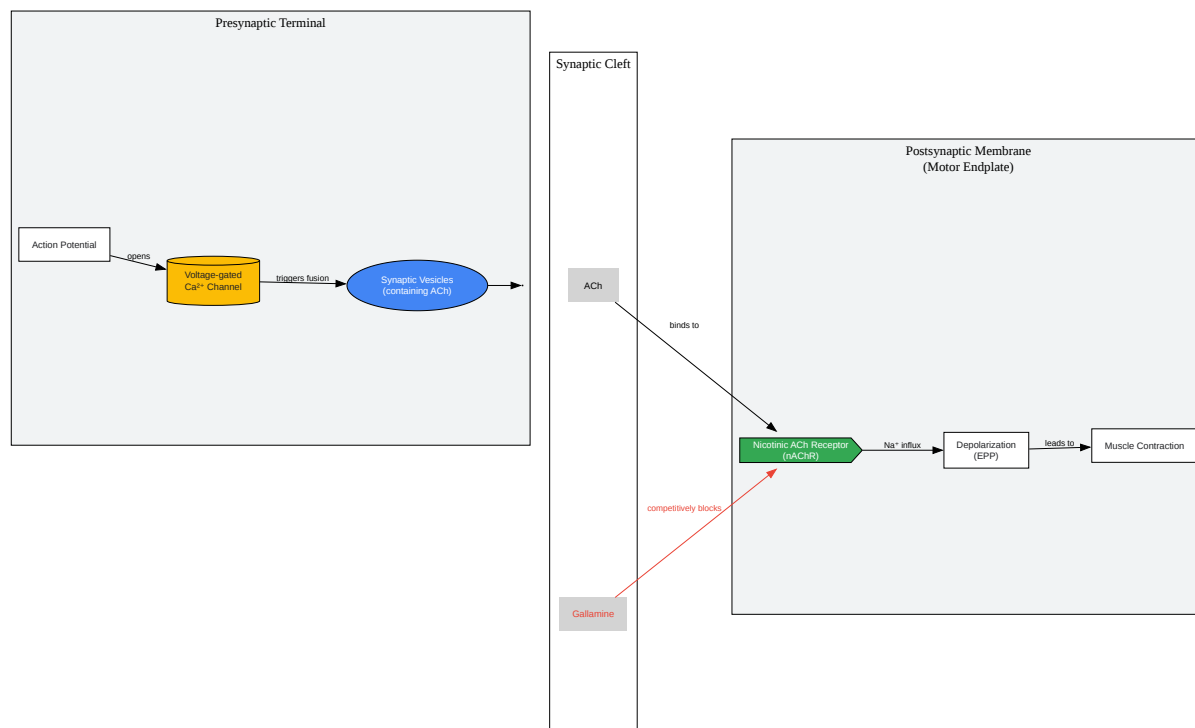 Presynaptic Terminal
Action Potential
opens
Voltage-gated
Ca²⁺ Channel
triggers fusion
Synaptic Vesicles
(containing ACh)
Synaptic Cleft
ACh
binds to
Gallamine
competitively blocks
Postsynaptic Membrane
(Motor Endplate)
Nicotinic ACh Receptor
(nAChR)
Na⁺ influx
Depolarization
(EPP)
leads to
Muscle Contraction